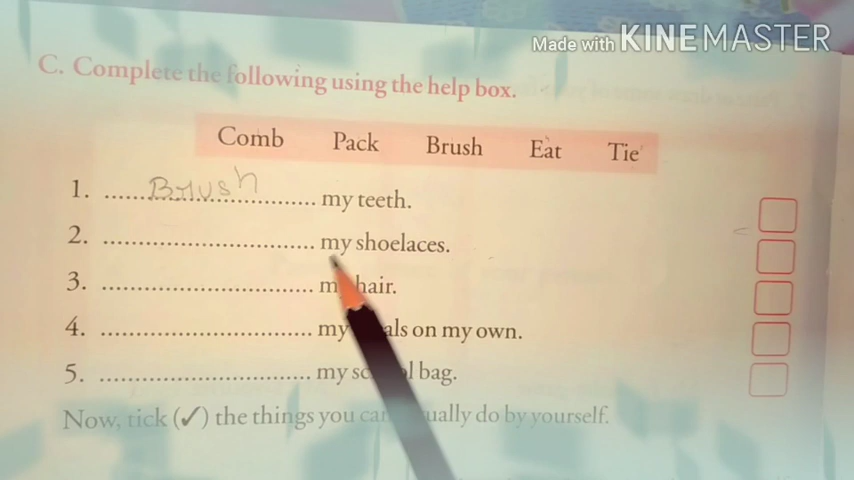 Made with KINEMASTER
C. Complete the following using the help box.
Comb Pack Brush Eat Tie
1. Brush my teeth.
2. ........................................ my shoelaces.
3. ........................................ my hair.
4. ........................................ my on my own.
5. ........................................ my bag.
Now, tick (✓) the things you can by yourself.